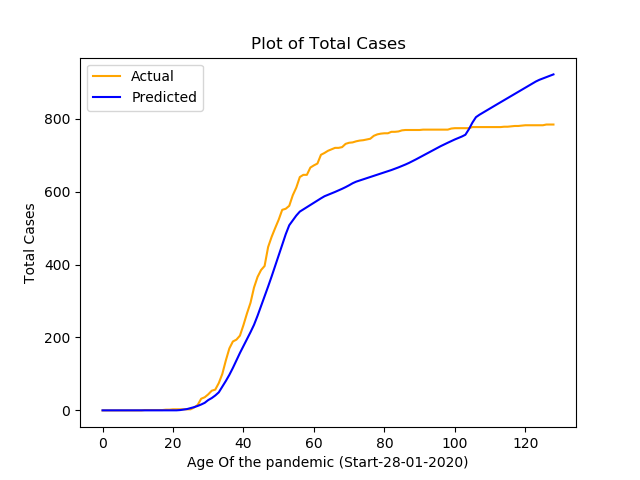 Plot of Total Cases
Actual
Predicted
Total Cases
800
600
400
200
0
0 20 40 60 80 100 120
Age Of the pandemic (Start-28-01-2020)